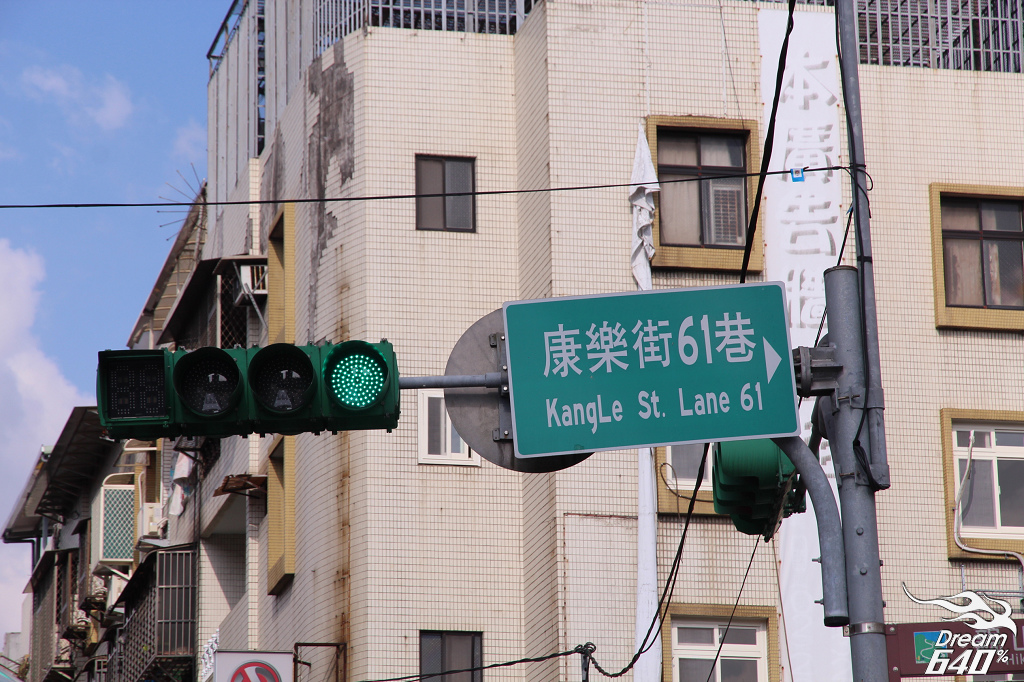 康樂街61巷
KangLe St. Lane 61
Dream
640%